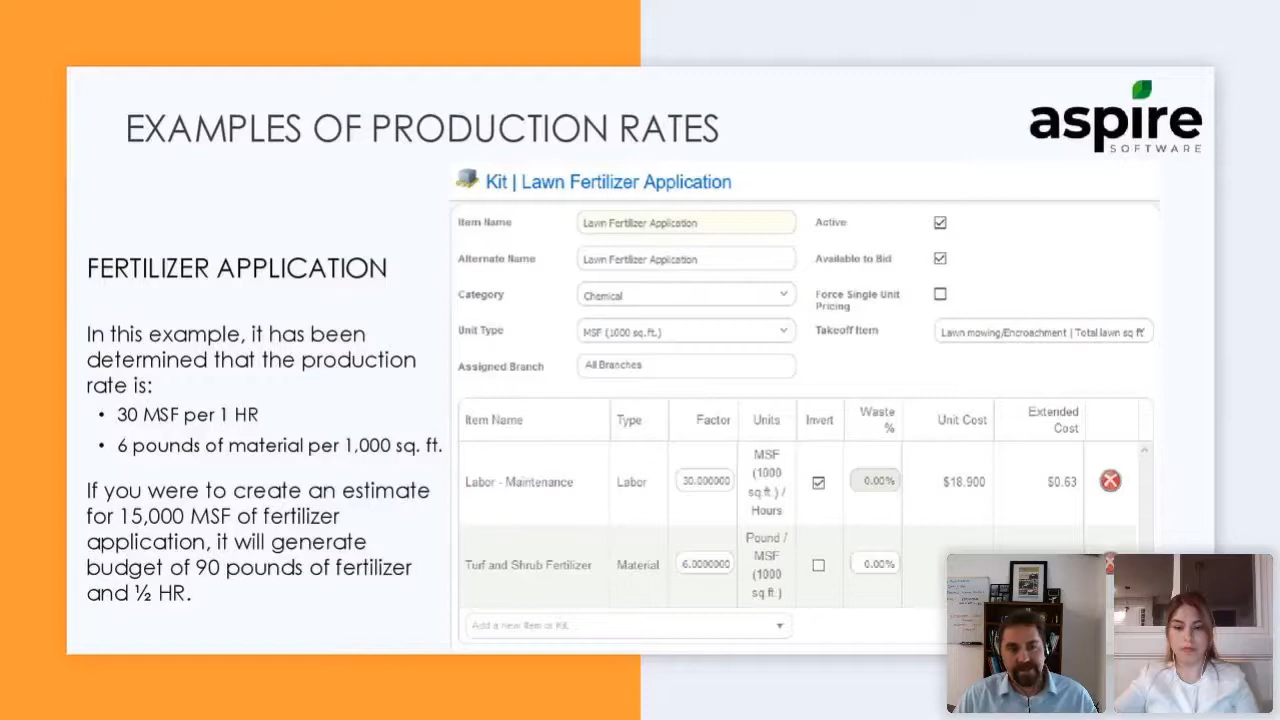 EXAMPLES OF PRODUCTION RATES
aspire
SOFTWARE
FERTILIZER APPLICATION
In this example, it has been
determined that the production
rate is:
• 30 MSF per 1 HR
• 6 pounds of material per 1,000 sq. ft.
If you were to create an estimate
for 15,000 MSF of fertilizer
application, it will generate
budget of 90 pounds of fertilizer
and ½ HR.
Kit | Lawn Fertilizer Application
Item Name Lawn Fertilizer Application Active
Alternate Name Lawn Fertilizer Application Available to Bid
Category Chemical Force Single Unit
Pricing
Unit Type MSF (1000 sq.ft.) Takeoff Item Lawn mowing/Encroachment | Total lawn sq ft
Assigned Branch All Branches
Item Name Type Factor Units Invert Waste
% Unit Cost Extended
Cost
Labor - Maintenance Labor 30.000000 MSF
(1000
sq.ft.) /
Hours 0.00% $18.900 $0.63
Turf and Shrub Fertilizer Material 6.0000000 Pound /
MSF
(1000
sq.ft.) 0.00%
Add a new Item or Kit...